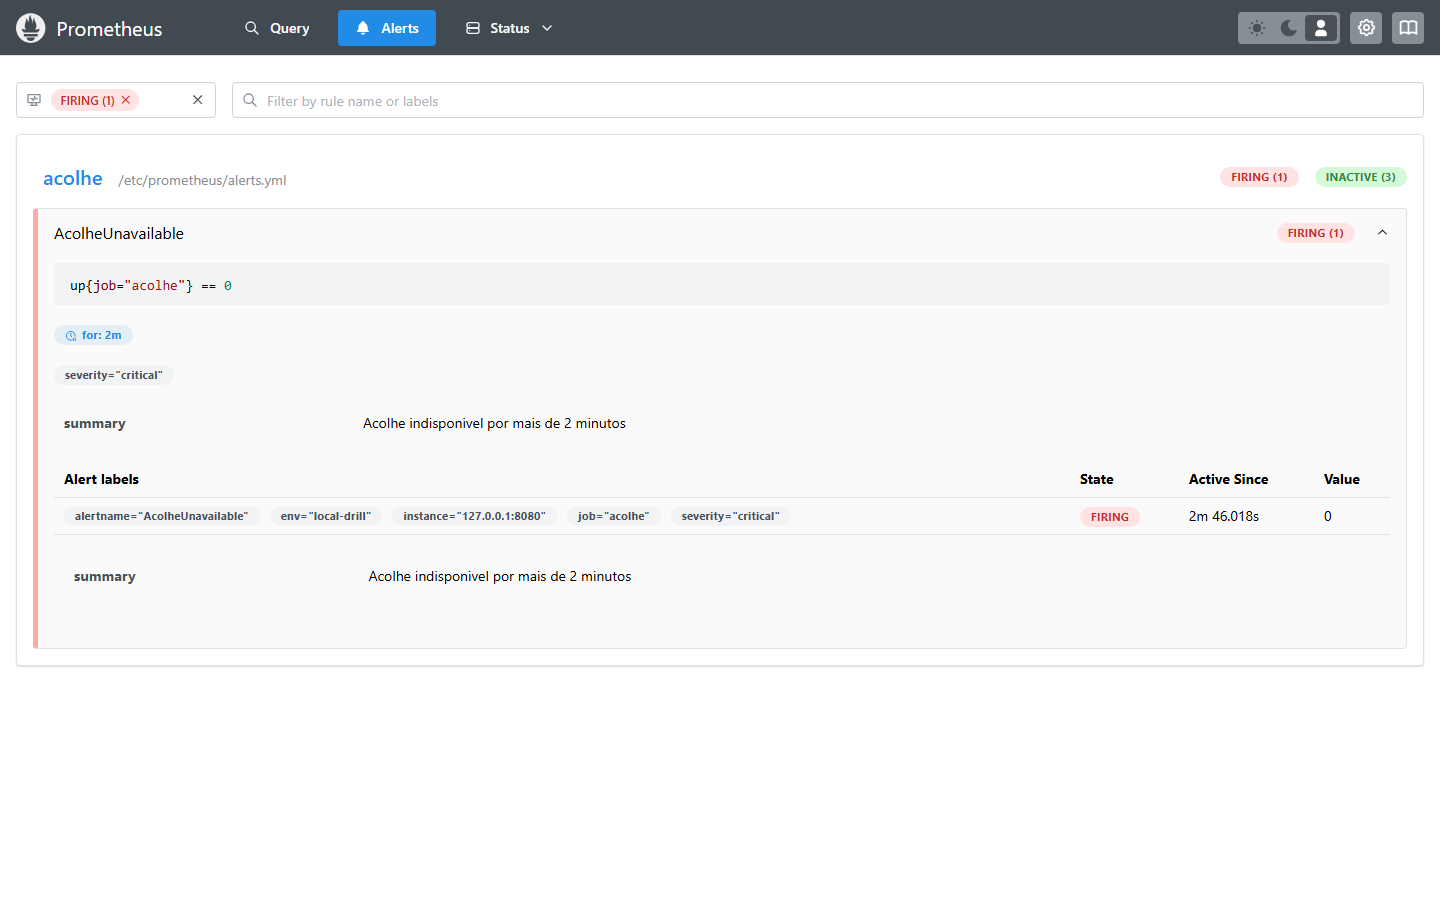 Prometheus Query Alerts Status
FIRING (1) Filter by rule name or labels
acolhe /etc/prometheus/alerts.yml FIRING (1) INACTIVE (3)
AcolheUnavailable FIRING (1)
up{job="acolhe"} == 0
for: 2m
severity="critical"
summary Acolhe indisponivel por mais de 2 minutos
Alert labels State Active Since Value
alertname="AcolheUnavailable" env="local-drill" instance="127.0.0.1:8080" job="acolhe" severity="critical" FIRING 2m 46.018s 0
summary Acolhe indisponivel por mais de 2 minutos